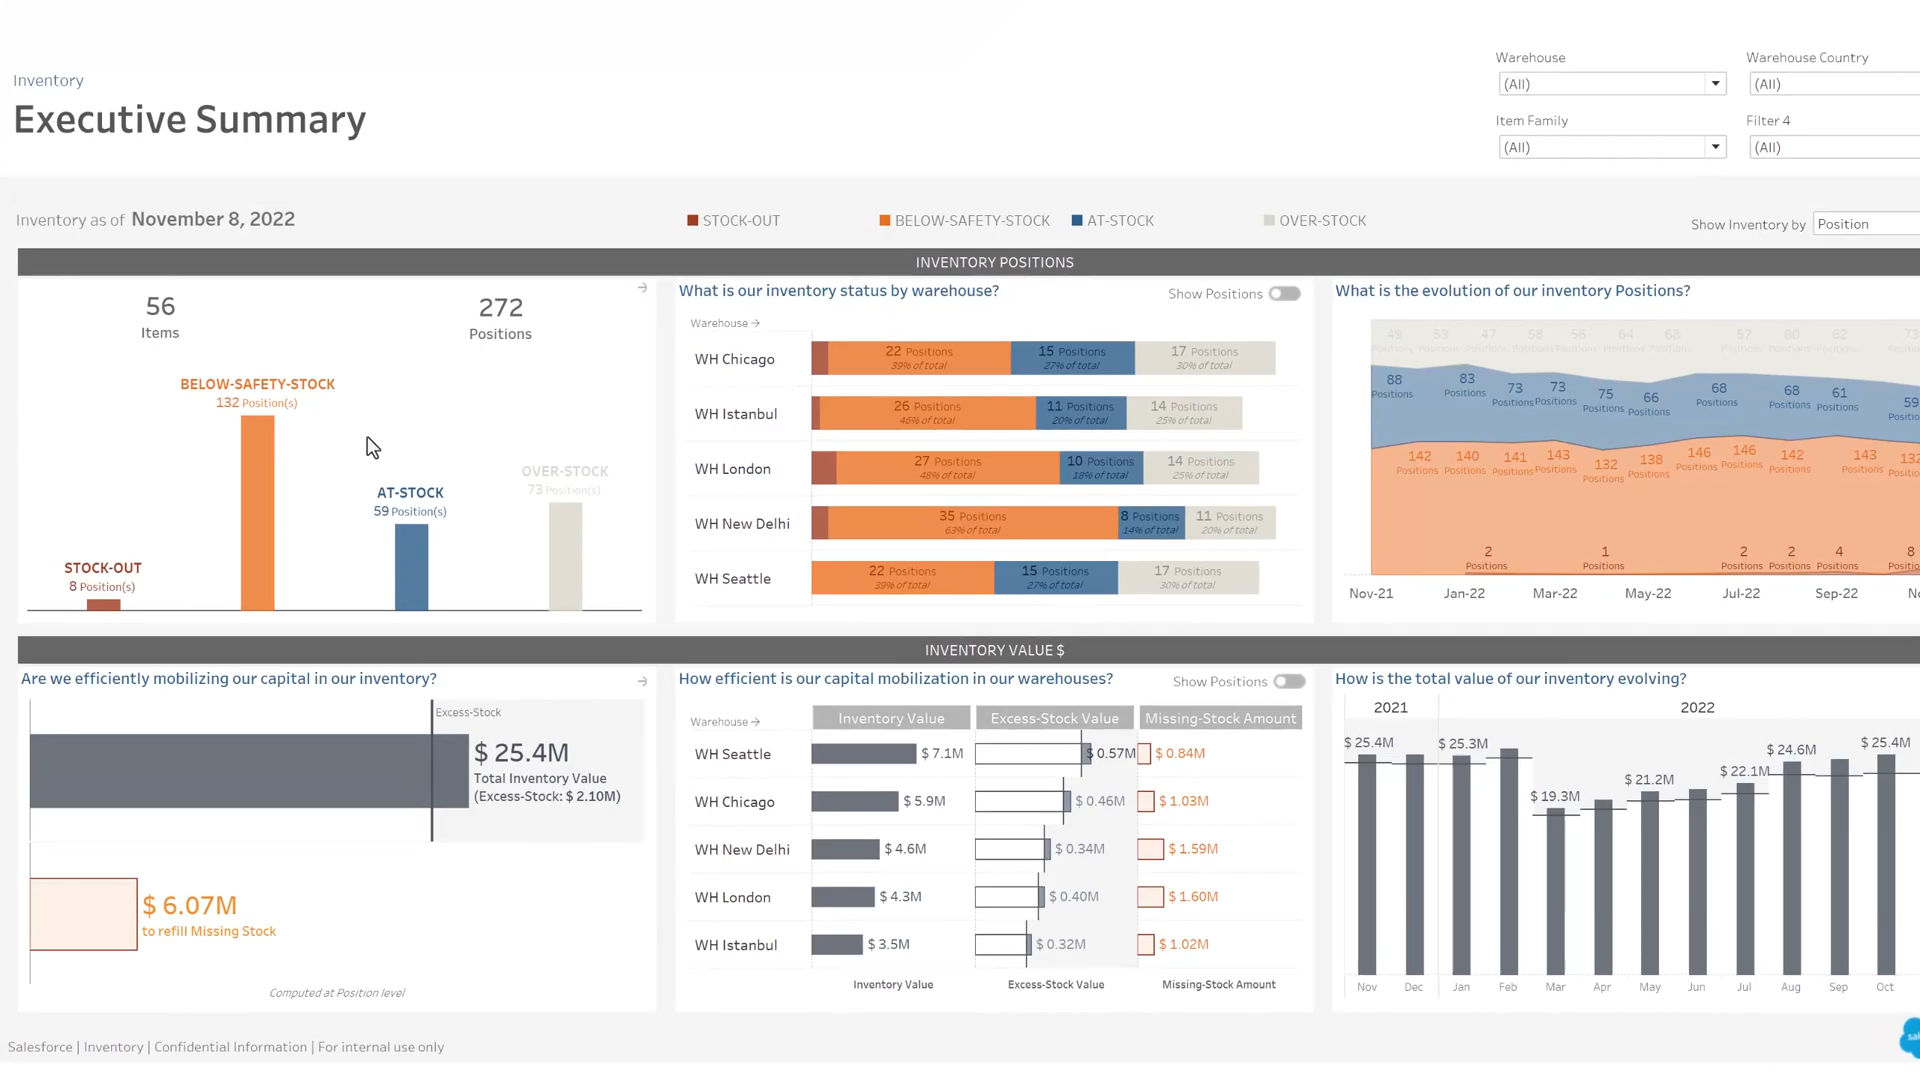 Inventory
Executive Summary
Warehouse
(All)
Warehouse Country
(All)
Item Family
(All)
Filter 4
(All)
Inventory as of November 8, 2022
STOCK-OUT
BELOW-SAFETY-STOCK
AT-STOCK
OVER-STOCK
Show Inventory by
Position
INVENTORY POSITIONS
56
Items
272
Positions
BELOW-SAFETY-STOCK
132 Position(s)
OVER-STOCK
73 Position(s)
AT-STOCK
59 Position(s)
STOCK-OUT
8 Position(s)
What is our inventory status by warehouse?
Show Positions
Warehouse →
WH Chicago
22 Positions
39% of total
15 Positions
27% of total
17 Positions
30% of total
WH Istanbul
26 Positions
46% of total
11 Positions
20% of total
14 Positions
25% of total
WH London
27 Positions
48% of total
10 Positions
18% of total
14 Positions
25% of total
WH New Delhi
35 Positions
63% of total
8 Positions
14% of total
11 Positions
20% of total
WH Seattle
22 Positions
39% of total
15 Positions
27% of total
17 Positions
30% of total
What is the evolution of our inventory Positions?
49 53 47 58 56 64 68 57 60 62 73
88 Positions
83 Positions
73 Positions
73 Positions
75 Positions
66 Positions
68 Positions
68 Positions
61 Positions
59
142 Positions
140 Positions
141 Positions
143 Positions
132 Positions
138 Positions
146 Positions
146 Positions
142 Positions
143 Positions
132
2 Positions
1 Positions
2 Positions
2 Positions
4 Positions
8 Positions
Nov-21 Jan-22 Mar-22 May-22 Jul-22 Sep-22
INVENTORY VALUE $
Are we efficiently mobilizing our capital in our inventory?
Excess-Stock
$ 25.4M
Total Inventory Value
(Excess-Stock: $ 2.10M)
$ 6.07M
to refill Missing Stock
Computed at Position level
How efficient is our capital mobilization in our warehouses?
Show Positions
Warehouse →
Inventory Value Excess-Stock Value Missing-Stock Amount
WH Seattle $ 7.1M $ 0.57M $ 0.84M
WH Chicago $ 5.9M $ 0.46M $ 1.03M
WH New Delhi $ 4.6M $ 0.34M $ 1.59M
WH London $ 4.3M $ 0.40M $ 1.60M
WH Istanbul $ 3.5M $ 0.32M $ 1.02M
Inventory Value Excess-Stock Value Missing-Stock Amount
How is the total value of our inventory evolving?
2021 2022
$ 25.4M
$ 25.3M
$ 19.3M
$ 21.2M
$ 22.1M
$ 24.6M
$ 25.4M
Nov Dec Jan Feb Mar Apr May Jun Jul Aug Sep Oct
Salesforce | Inventory | Confidential Information | For internal use only